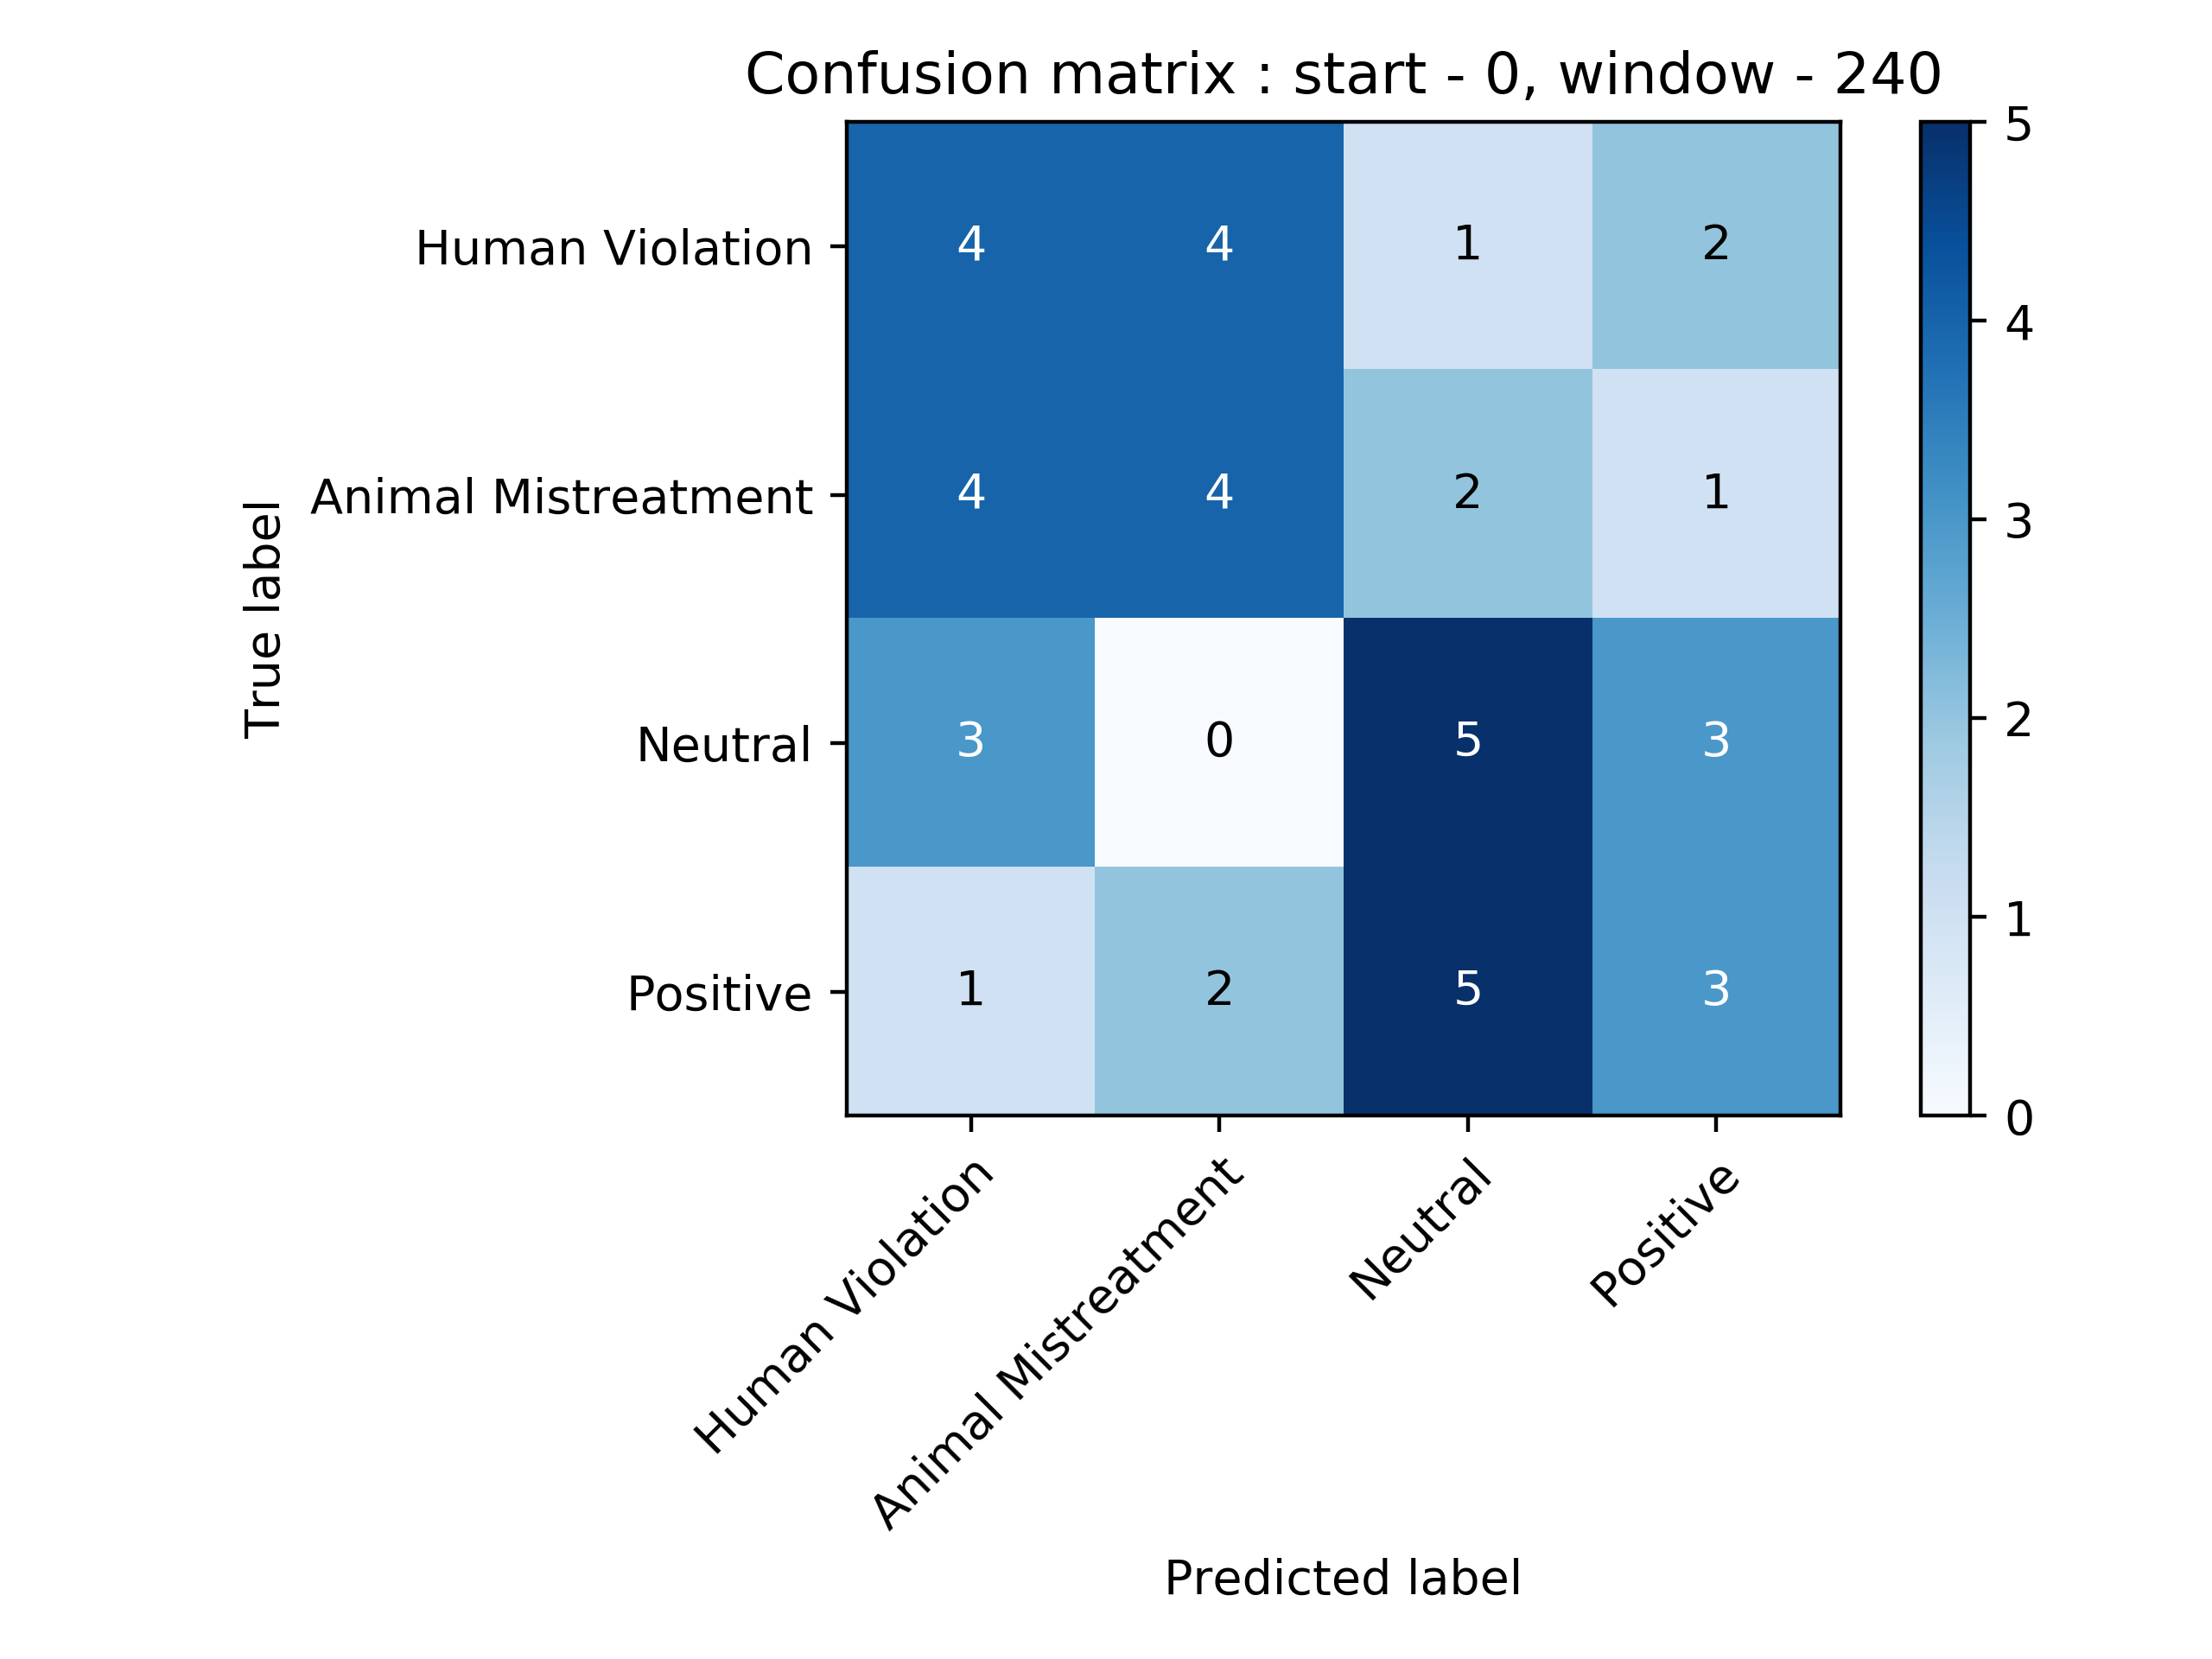 Confusion matrix : start - 0, window - 240
True label
Human Violation
Animal Mistreatment
Neutral
Positive
4 4 1 2
4 4 2 1
3 0 5 3
1 2 5 3
5
4
3
2
1
0
Human Violation
Animal Mistreatment
Neutral
Positive
Predicted label